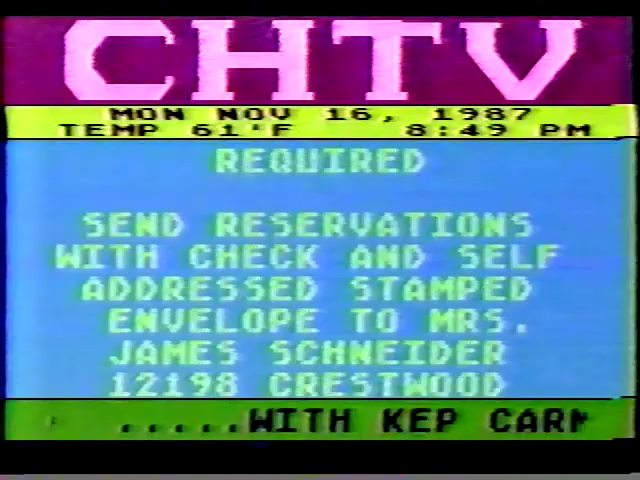 CHTV
MON NOV 16, 1987
TEMP 61°F 8:49 PM
REQUIRED
SEND RESERVATIONS
WITH CHECK AND SELF
ADDRESSED STAMPED
ENVELOPE TO MRS.
JAMES SCHNEIDER
12198 CRESTWOOD
.....WITH KEP CAR